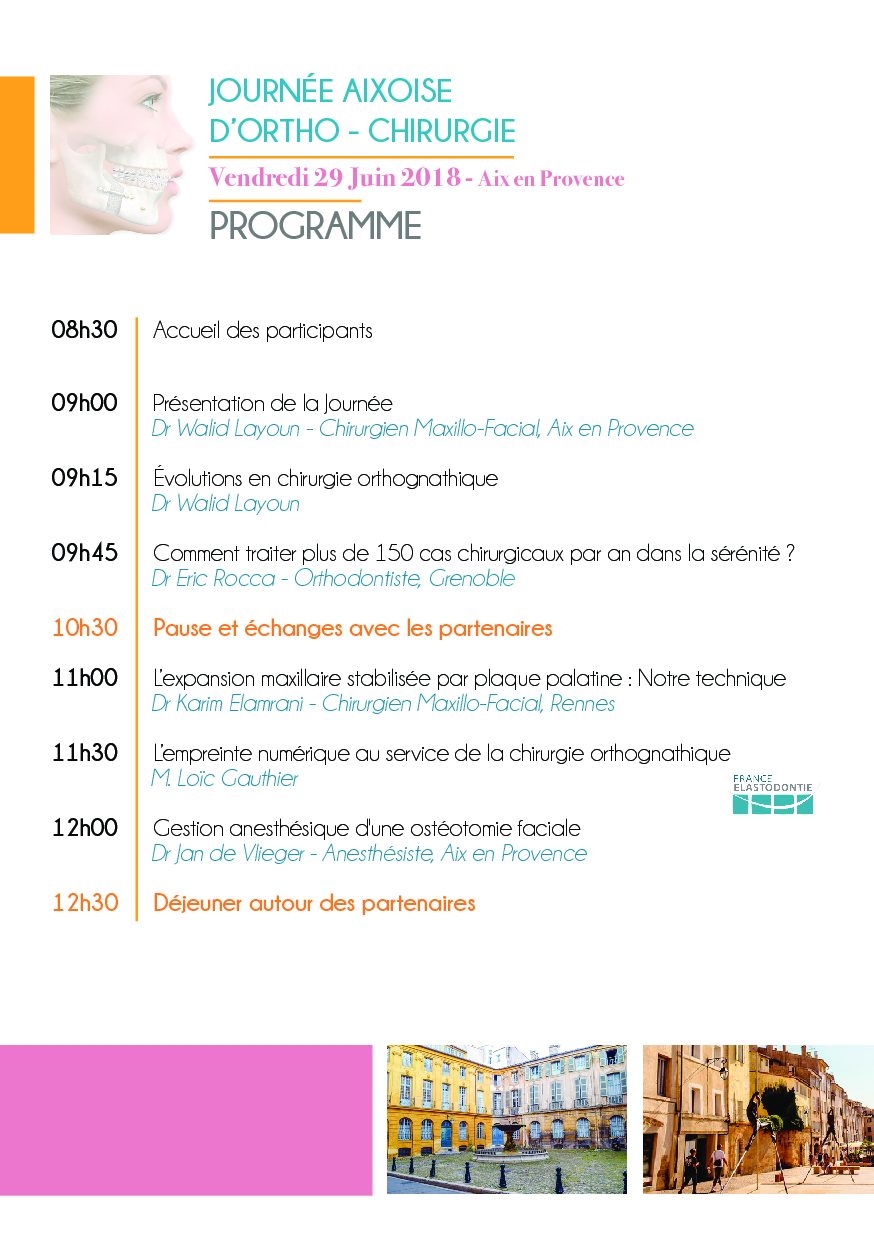 JOURNÉE AIXOISE
D'ORTHO - CHIRURGIE
Vendredi 29 Juin 2018 - Aix en Provence
PROGRAMME
08h30 Accueil des participants
09h00 Présentation de la Journée
Dr Walid Layoun - Chirurgien Maxillo-Facial, Aix en Provence
09h15 Évolutions en chirurgie orthognathique
Dr Walid Layoun
09h45 Comment traiter plus de 150 cas chirurgicaux par an dans la sérénité ?
Dr Eric Rocca - Orthodontiste, Grenoble
10h30 Pause et échanges avec les partenaires
11h00 L'expansion maxillaire stabilisée par plaque palatine : Notre technique
Dr Karim Elamrani - Chirurgien Maxillo-Facial, Rennes
11h30 L'empreinte numérique au service de la chirurgie orthognathique
M. Loïc Gauthier
FRANCE
ELASTODONTIE
12h00 Gestion anesthésique d'une ostéotomie faciale
Dr Jan de Vlieger - Anesthésiste, Aix en Provence
12h30 Déjeuner autour des partenaires